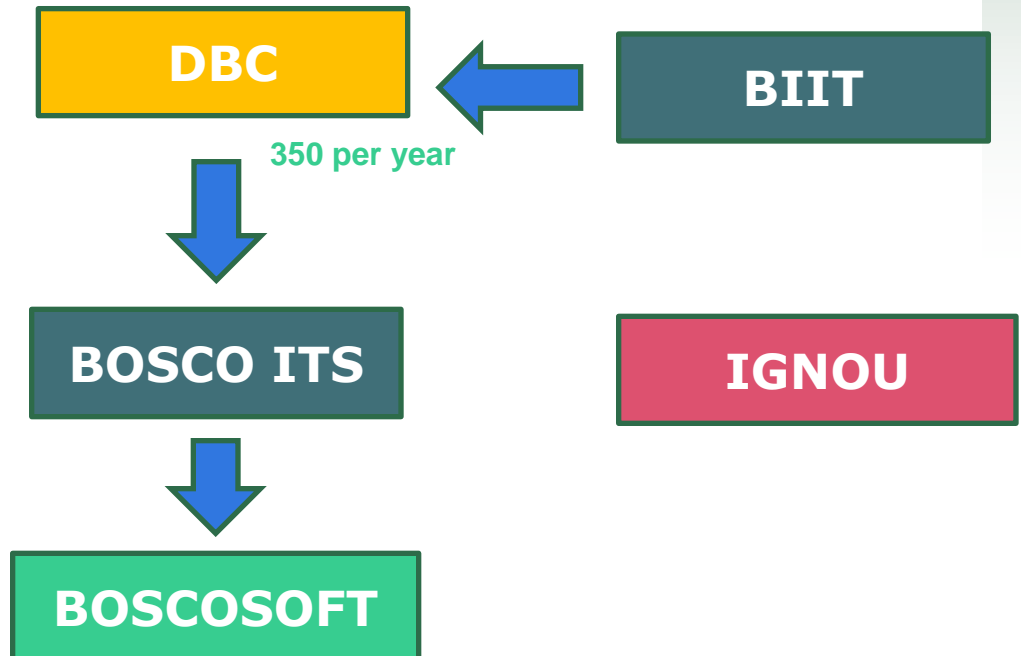 DBC
BIIT
350 per year
BOSCO ITS
IGNOU
BOSCOSOFT